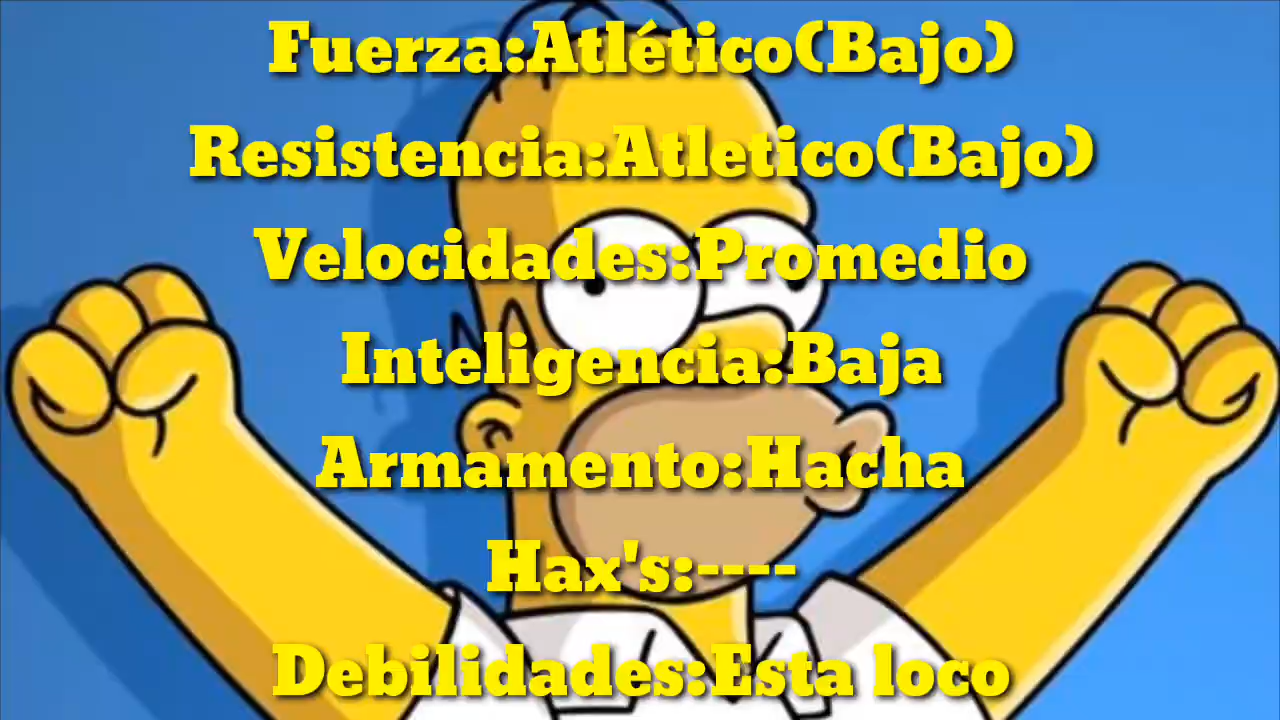 Fuerza:Atlético(Bajo)
Resistencia:Atletico(Bajo)
Velocidades:Promedio
Inteligencia:Baja
Armamento:Hacha
Hax's:----
Debilidades:Esta loco